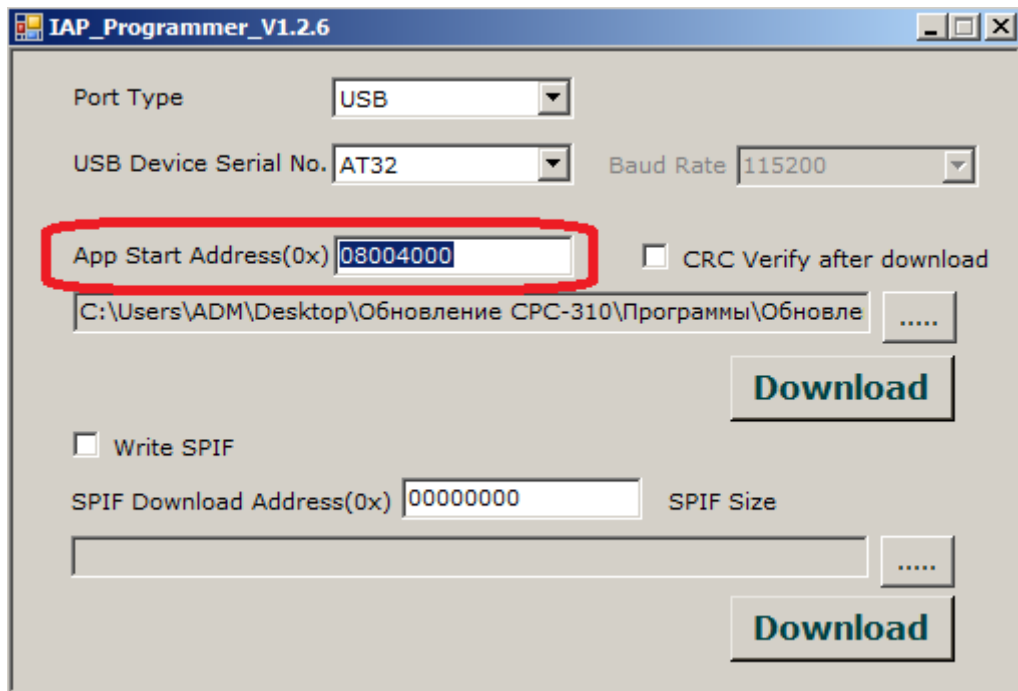 IAP_Programmer_V1.2.6
Port Type USB
USB Device Serial No. AT32 Baud Rate 115200
App Start Address(0x) 08004000 CRC Verify after download
C:\Users\ADM\Desktop\Обновление СРС-310\Программы\Обновле .....
Download
Write SPIF
SPIF Download Address(0x) 00000000 SPIF Size
.....
Download